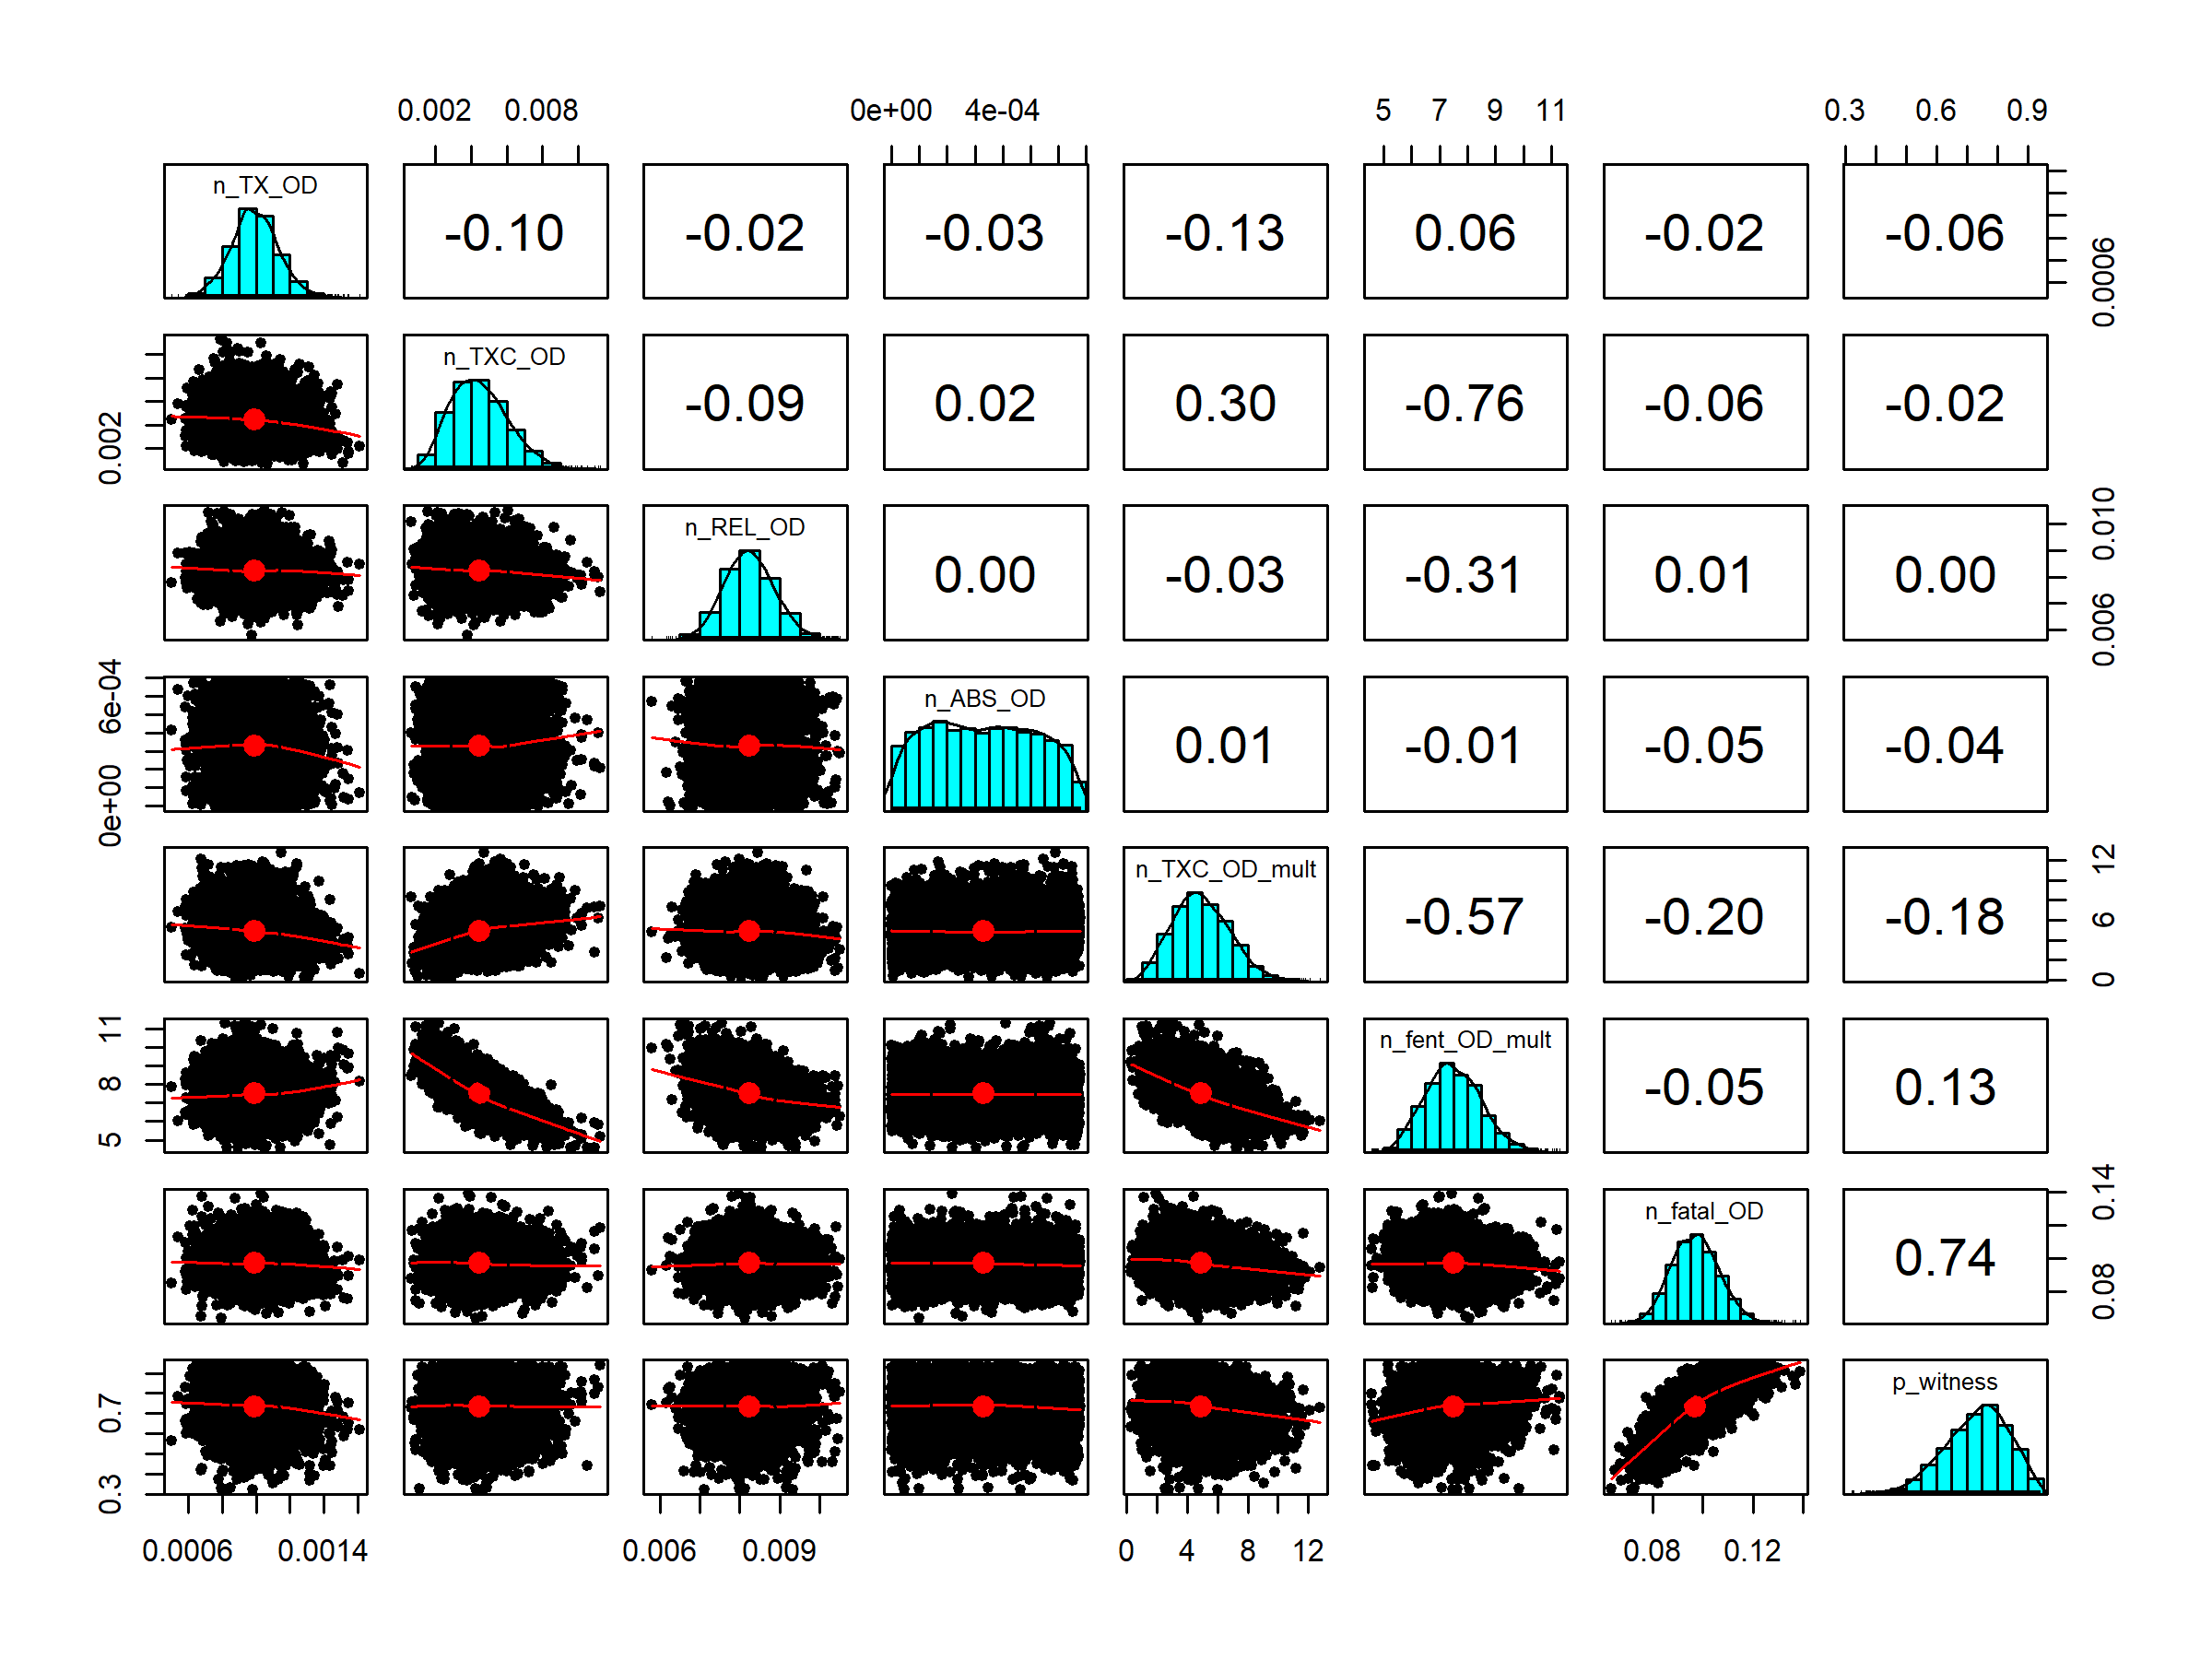 0.002 0.008 0e+00 4e-04 5 7 9 11 0.3 0.6 0.9
n_TX_OD -0.10 -0.02 -0.03 -0.13 0.06 -0.02 -0.06 0.0006
0.002 n_TXC_OD -0.09 0.02 0.30 -0.76 -0.06 -0.02
n_REL_OD 0.00 -0.03 -0.31 0.01 0.00 0.006 0.010
0e+00 6e-04 n_ABS_OD 0.01 -0.01 -0.05 -0.04
n_TXC_OD_mult -0.57 -0.20 -0.18 0 6 12
5 8 11 n_fent_OD_mult -0.05 0.13
n_fatal_OD 0.74 0.08 0.14
0.3 0.7 p_witness
0.0006 0.0014 0.006 0.009 0 4 8 12 0.08 0.12